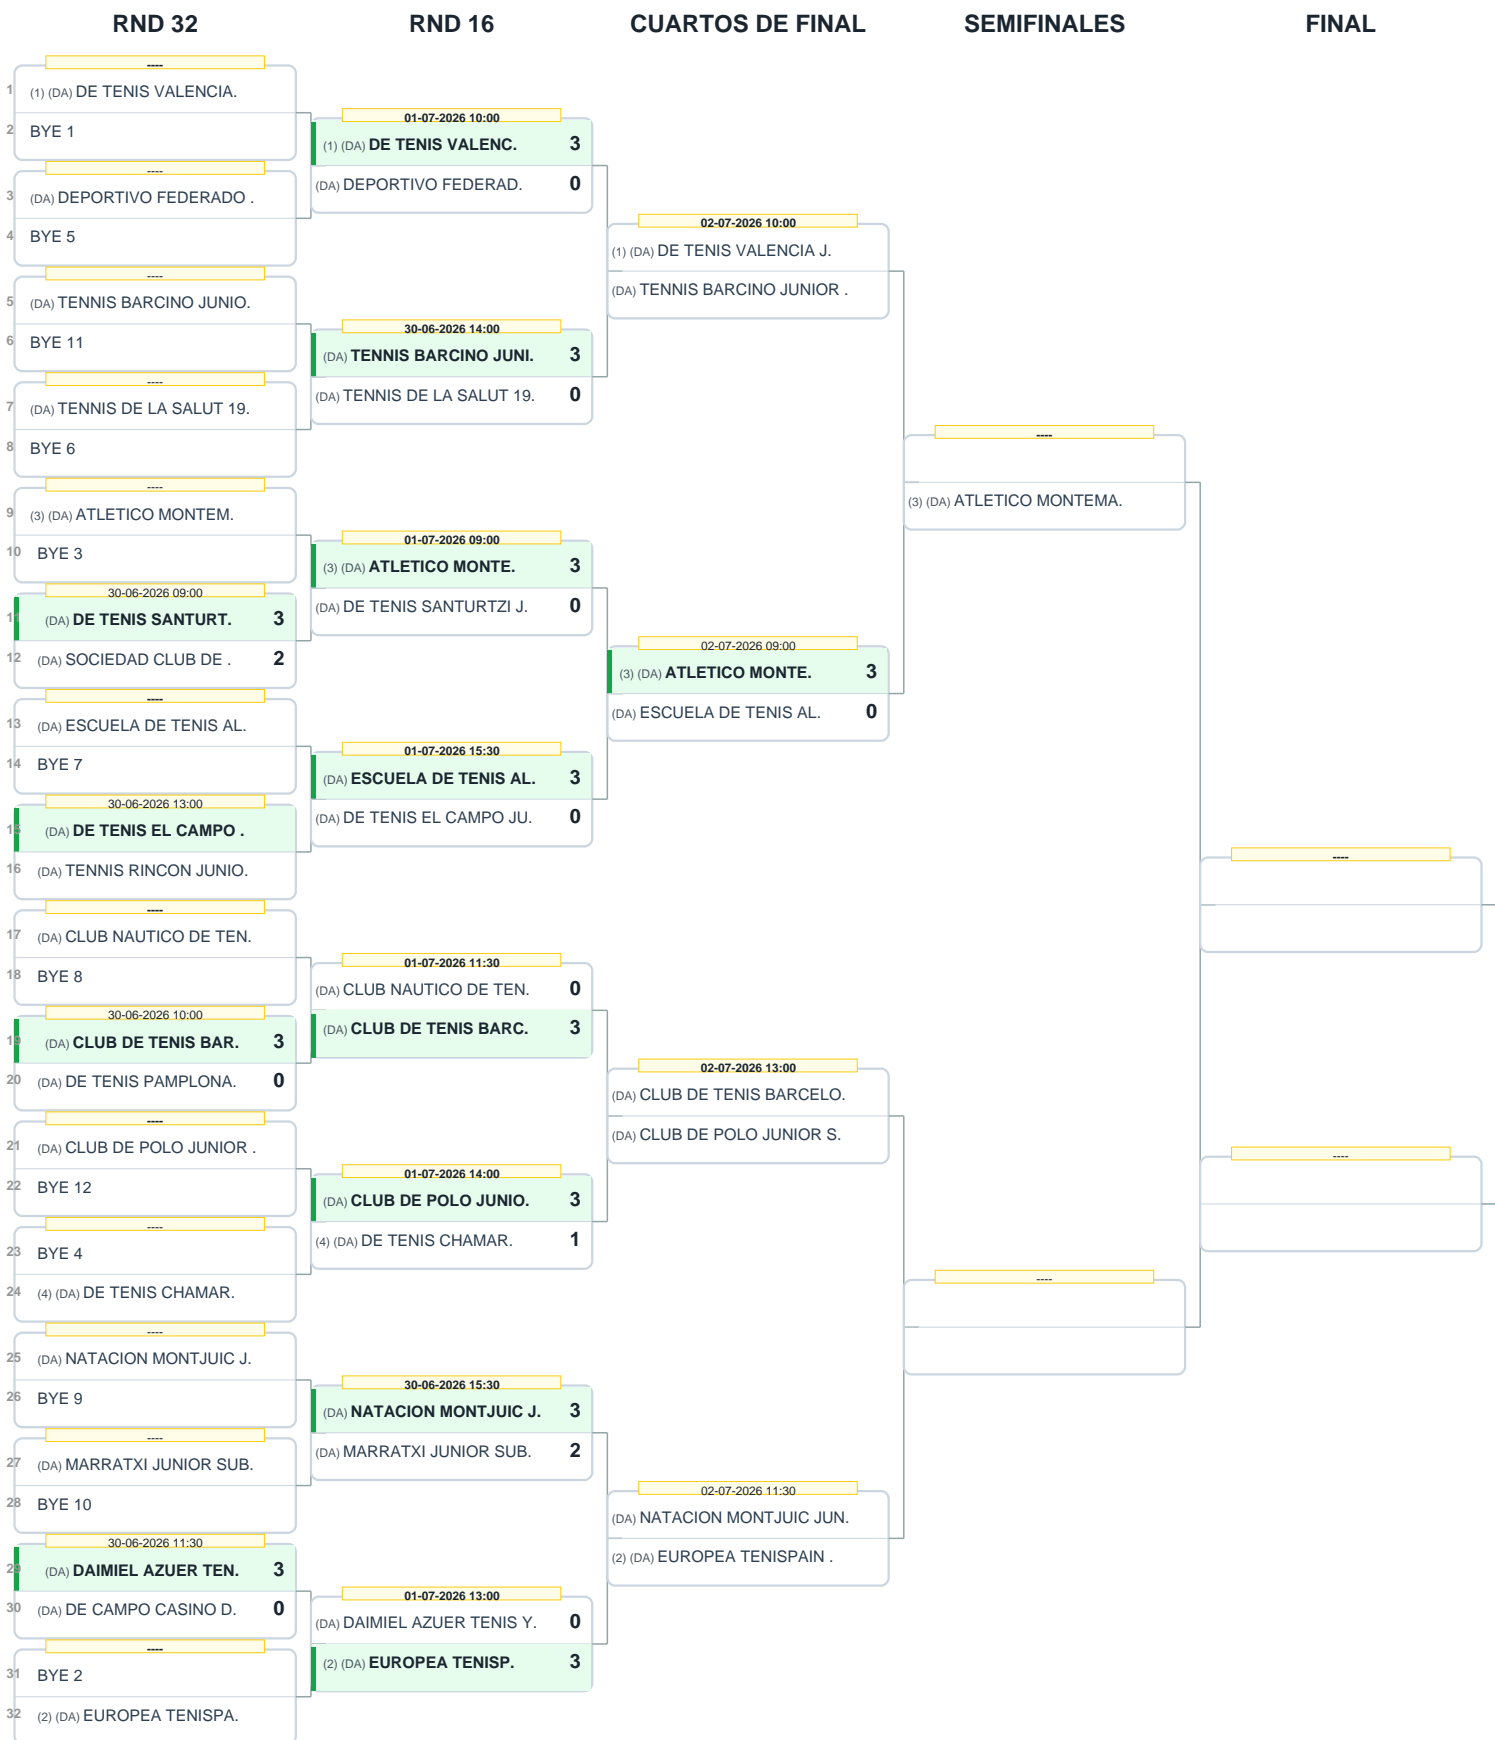 RND 32
RND 16
CUARTOS DE FINAL
SEMIFINALES
FINAL
----
1 (1) (DA) DE TENIS VALENCIA.
2 BYE 1
----
3 (DA) DEPORTIVO FEDERADO .
4 BYE 5
----
5 (DA) TENNIS BARCINO JUNIO.
6 BYE 11
----
7 (DA) TENNIS DE LA SALUT 19.
8 BYE 6
----
9 (3) (DA) ATLETICO MONTEM.
10 BYE 3
30-06-2026 09:00
11 (DA) DE TENIS SANTURT. 3
12 (DA) SOCIEDAD CLUB DE . 2
----
13 (DA) ESCUELA DE TENIS AL.
14 BYE 7
30-06-2026 13:00
15 (DA) DE TENIS EL CAMPO .
16 (DA) TENNIS RINCON JUNIO.
----
17 (DA) CLUB NAUTICO DE TEN.
18 BYE 8
30-06-2026 10:00
19 (DA) CLUB DE TENIS BAR. 3
20 (DA) DE TENIS PAMPLONA. 0
----
21 (DA) CLUB DE POLO JUNIOR .
22 BYE 12
----
23 BYE 4
24 (4) (DA) DE TENIS CHAMAR.
----
25 (DA) NATACION MONTJUIC J.
26 BYE 9
----
27 (DA) MARRATXI JUNIOR SUB.
28 BYE 10
30-06-2026 11:30
29 (DA) DAIMIEL AZUER TEN. 3
30 (DA) DE CAMPO CASINO D. 0
----
31 BYE 2
32 (2) (DA) EUROPEA TENISPA.
01-07-2026 10:00
(1) (DA) DE TENIS VALENC. 3
(DA) DEPORTIVO FEDERAD. 0
30-06-2026 14:00
(DA) TENNIS BARCINO JUNI. 3
(DA) TENNIS DE LA SALUT 19. 0
01-07-2026 09:00
(3) (DA) ATLETICO MONTE. 3
(DA) DE TENIS SANTURTZI J. 0
01-07-2026 15:30
(DA) ESCUELA DE TENIS AL. 3
(DA) DE TENIS EL CAMPO JU. 0
01-07-2026 11:30
(DA) CLUB NAUTICO DE TEN. 0
(DA) CLUB DE TENIS BARC. 3
01-07-2026 14:00
(DA) CLUB DE POLO JUNIO. 3
(4) (DA) DE TENIS CHAMAR. 1
30-06-2026 15:30
(DA) NATACION MONTJUIC J. 3
(DA) MARRATXI JUNIOR SUB. 2
01-07-2026 13:00
(DA) DAIMIEL AZUER TENIS Y. 0
(2) (DA) EUROPEA TENISP. 3
02-07-2026 10:00
(1) (DA) DE TENIS VALENCIA J.
(DA) TENNIS BARCINO JUNIOR .
02-07-2026 09:00
(3) (DA) ATLETICO MONTE. 3
(DA) ESCUELA DE TENIS AL. 0
02-07-2026 13:00
(DA) CLUB DE TENIS BARCELO.
(DA) CLUB DE POLO JUNIOR S.
02-07-2026 11:30
(DA) NATACION MONTJUIC JUN.
(2) (DA) EUROPEA TENISPAIN .
----
(3) (DA) ATLETICO MONTEMA.
----
----
----